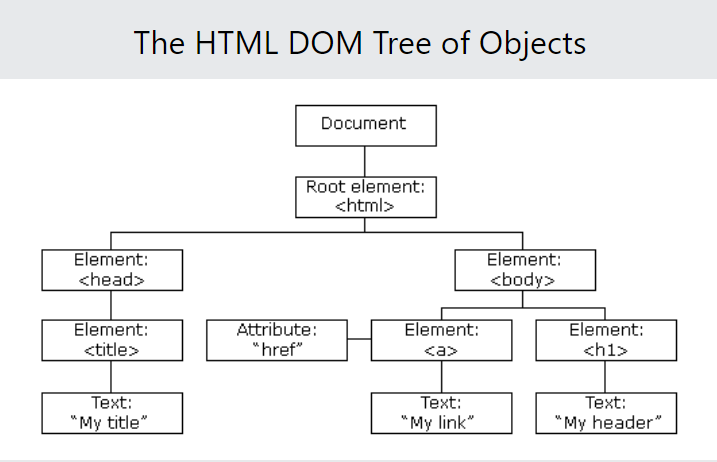 The HTML DOM Tree of Objects
Document
Root element:
<html>
Element:
<head>
Element:
<body>
Element:
<title>
Attribute:
“href”
Element:
<a>
Element:
<h1>
Text:
“My title”
Text:
“My link”
Text:
“My header”